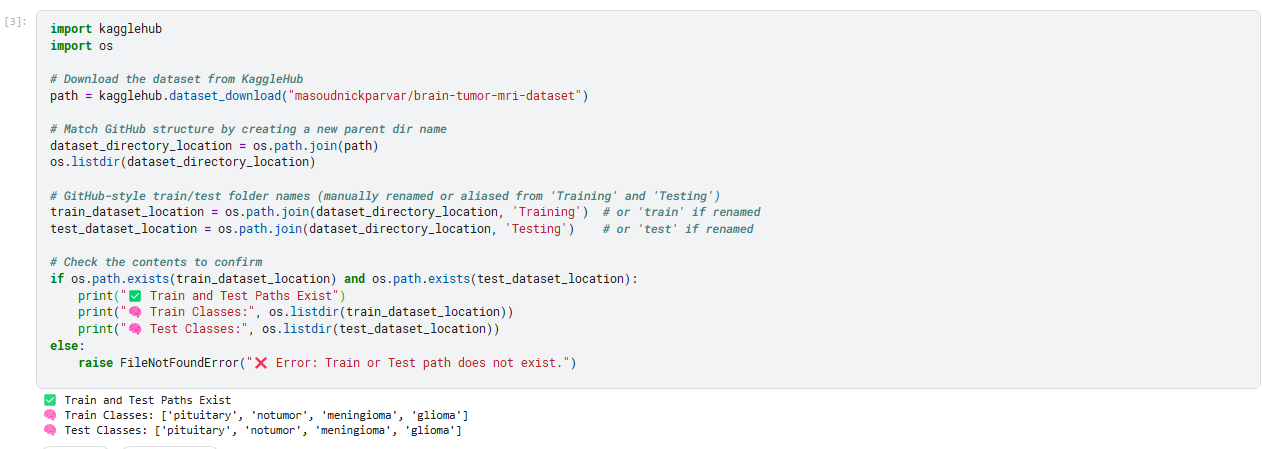 [3]:
import kagglehub
import os
# Download the dataset from KaggleHub
path = kagglehub.dataset_download("masoudnickparvar/brain-tumor-mri-dataset")
# Match GitHub structure by creating a new parent dir name
dataset_directory_location = os.path.join(path)
os.listdir(dataset_directory_location)
# GitHub-style train/test folder names (manually renamed or aliased from 'Training' and 'Testing')
train_dataset_location = os.path.join(dataset_directory_location, 'Training')  # or 'train' if renamed
test_dataset_location = os.path.join(dataset_directory_location, 'Testing')    # or 'test' if renamed
# Check the contents to confirm
if os.path.exists(train_dataset_location) and os.path.exists(test_dataset_location):
    print("✅ Train and Test Paths Exist")
    print("🧠 Train Classes:", os.listdir(train_dataset_location))
    print("🧠 Test Classes:", os.listdir(test_dataset_location))
else:
    raise FileNotFoundError("❌ Error: Train or Test path does not exist.")
✅ Train and Test Paths Exist
🧠 Train Classes: ['pituitary', 'notumor', 'meningioma', 'glioma']
🧠 Test Classes: ['pituitary', 'notumor', 'meningioma', 'glioma']